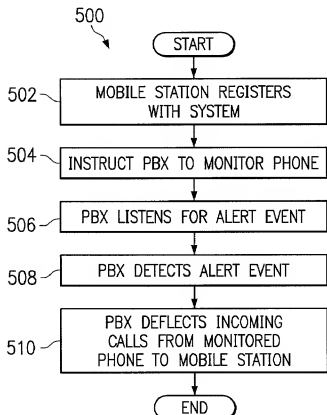 500
START
502
MOBILE STATION REGISTERS
WITH SYSTEM
504
INSTRUCT PBX TO MONITOR PHONE
506
PBX LISTENS FOR ALERT EVENT
508
PBX DETECTS ALERT EVENT
510
PBX DEFLECTS INCOMING
CALLS FROM MONITORED
PHONE TO MOBILE STATION
END